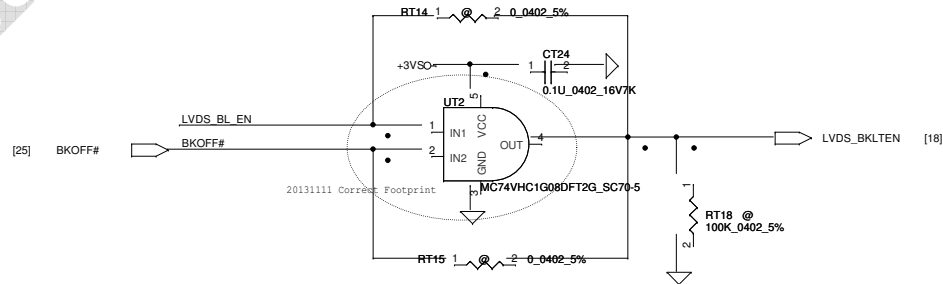 RT14 1 @ 2 0_0402_5%
CT24
+3VS 1 2
0.1U_0402_16V7K
UT2 5
LVDS_BL_EN 1 IN1 VCC
OUT 4
[25] BKOFF# BKOFF# 2 IN2 GND
LVDS_BKLTEN [18]
20131111 Correct Footprint 3 MC74VHC1G08DFT2G_SC70-5
1
RT18 @
100K_0402_5%
2
RT15 1 @ 2 0_0402_5%